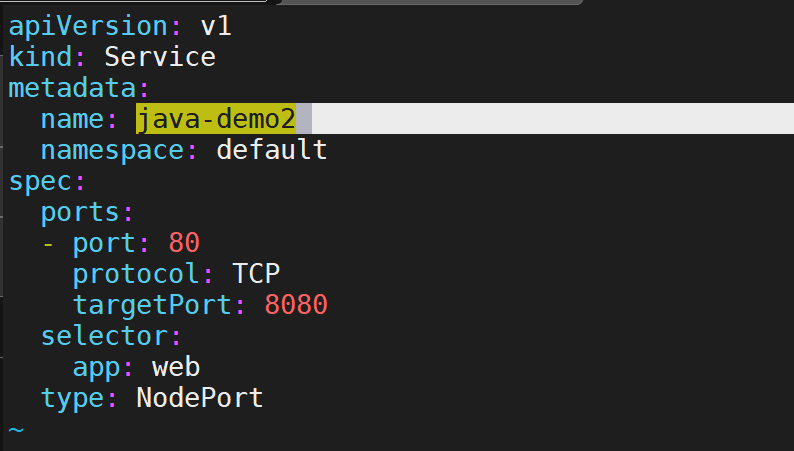 apiVersion: v1
kind: Service
metadata:
  name: java-demo2
  namespace: default
spec:
  ports:
  - port: 80
    protocol: TCP
    targetPort: 8080
  selector:
    app: web
  type: NodePort
~